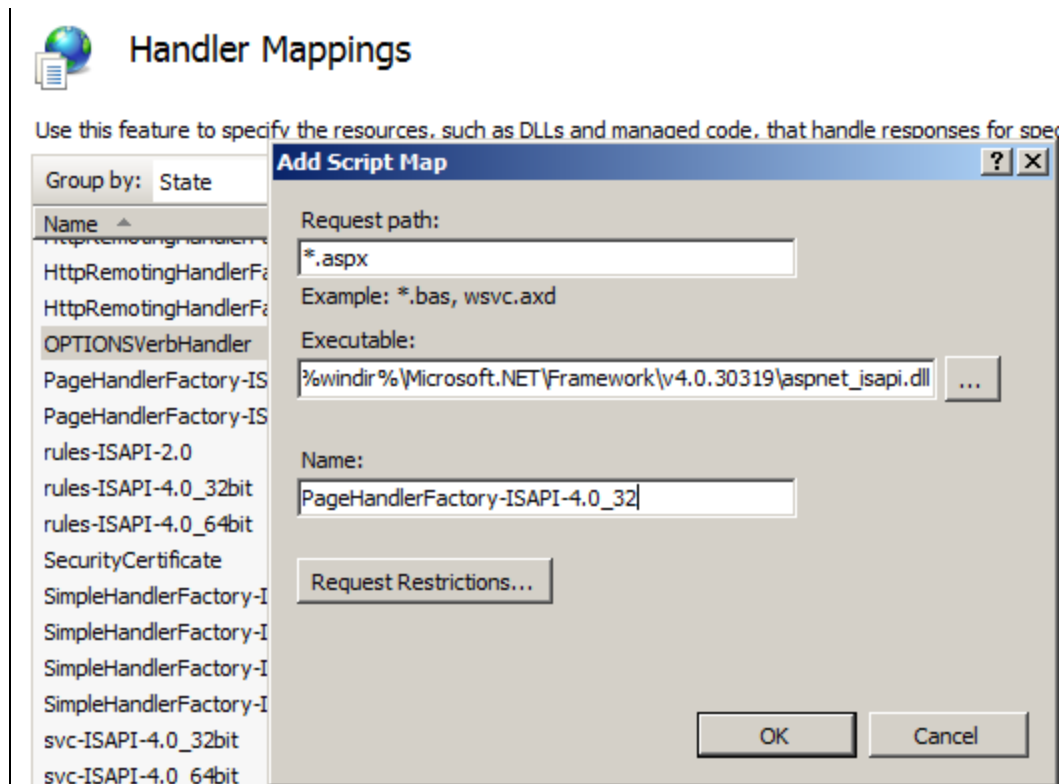 Handler Mappings
Use this feature to specify the resources, such as DLLs and managed code, that handle responses for spec
Add Script Map
Group by: State
Name
Request path:
*.aspx
Example: *.bas, wsvc.axd
Executable:
%windir%\Microsoft.NET\Framework\v4.0.30319\aspnet_isapi.dll
...
Name:
PageHandlerFactory-ISAPI-4.0_32
Request Restrictions...
OK
Cancel
HttpRemotingHandlerFa
HttpRemotingHandlerFa
OPTIONSVerbHandler
PageHandlerFactory-IS
PageHandlerFactory-IS
rules-ISAPI-2.0
rules-ISAPI-4.0_32bit
rules-ISAPI-4.0_64bit
SecurityCertificate
SimpleHandlerFactory-I
SimpleHandlerFactory-I
SimpleHandlerFactory-I
SimpleHandlerFactory-I
svc-ISAPI-4.0_32bit
svc-ISAPI-4.0_64bit